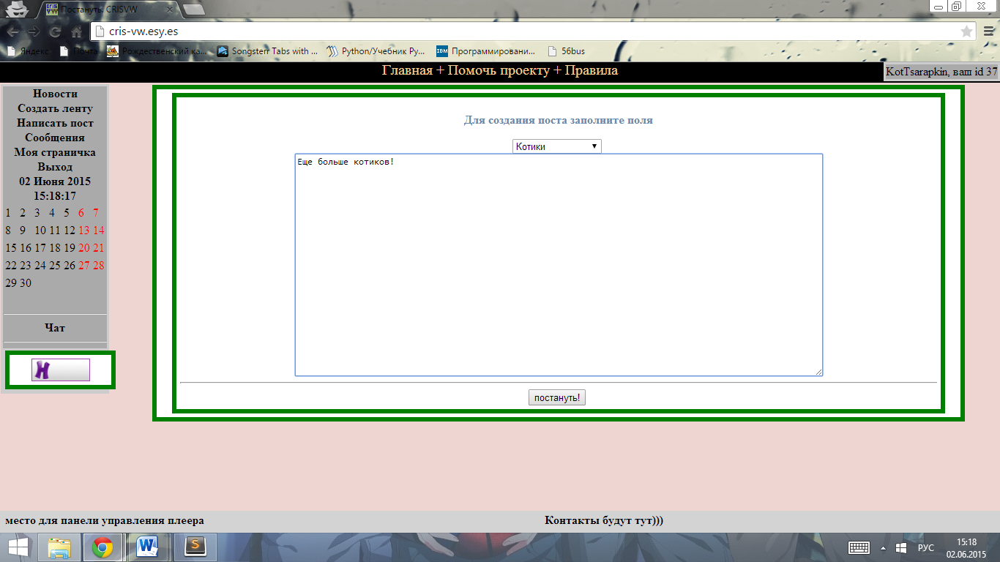 Постануть. CRISVW
cris-vw.esy.es
Яндекс Почта Рождественский ка... Songsterr Tabs with ... Python/Учебник Ру... IBM Программировани... 56bus
Главная + Помочь проекту + Правила
KotTsarapkin, ваш id 37
Новости
Создать ленту
Написать пост
Сообщения
Моя страничка
Выход
02 Июня 2015
15:18:17
1 2 3 4 5 6 7
8 9 10 11 12 13 14
15 16 17 18 19 20 21
22 23 24 25 26 27 28
29 30
Чат
Для создания поста заполните поля
Котики
Еще больше котиков!
постануть!
место для панели управления плеера
Контакты будут тут)))
РУС
15:18
02.06.2015